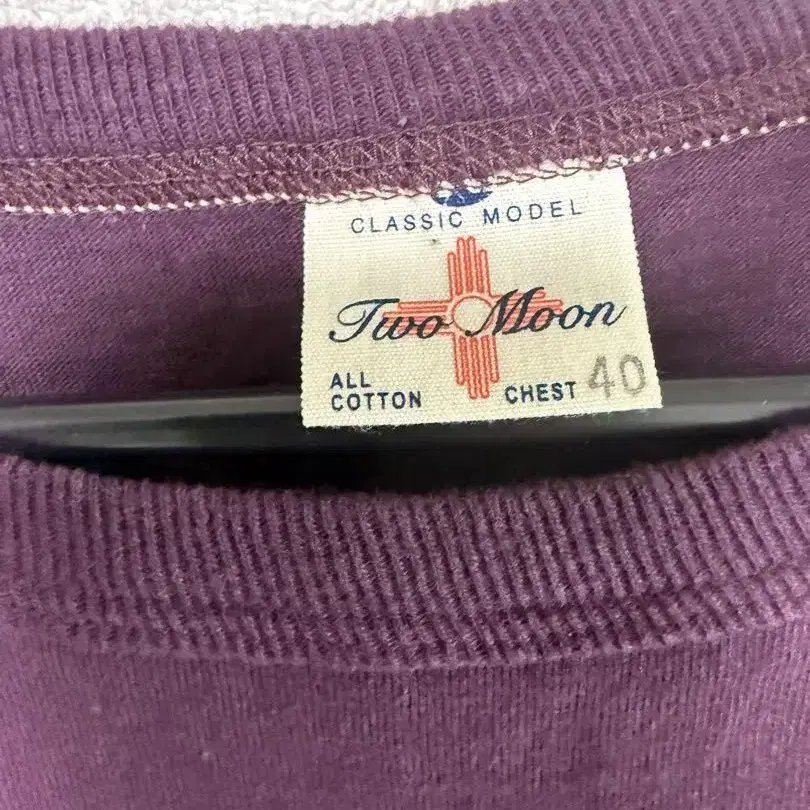 CLASSIC MODEL
Two Moon
ALL
COTTON
CHEST 40